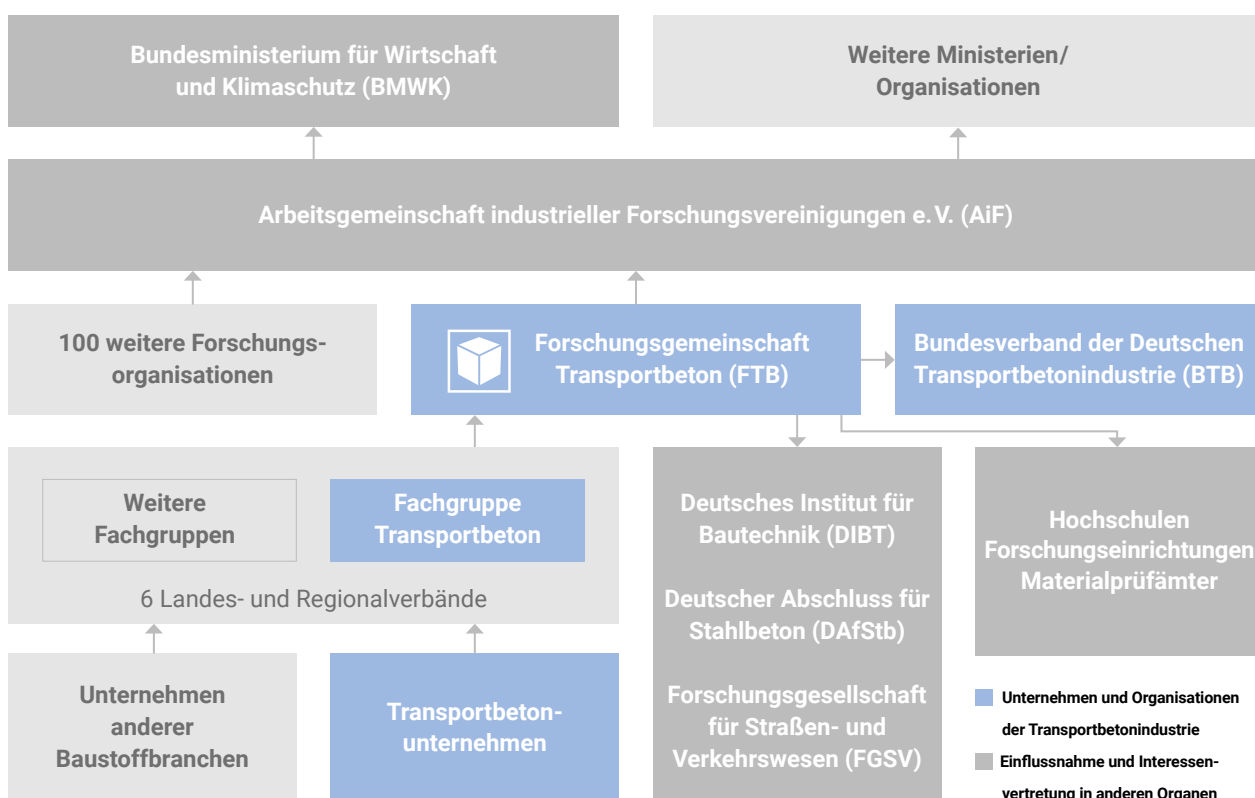 Bundesministerium für Wirtschaft
und Klimaschutz (BMWK)
Weitere Ministerien/
Organisationen
Arbeitsgemeinschaft industrieller Forschungsvereinigungen e. V. (AiF)
100 weitere Forschungs-
organisationen
Forschungsgemeinschaft
Transportbeton (FTB)
Bundesverband der Deutschen
Transportbetonindustrie (BTB)
Weitere
Fachgruppen
Fachgruppe
Transportbeton
6 Landes- und Regionalverbände
Deutsches Institut für
Bautechnik (DIBT)
Deutscher Abschluss für
Stahlbeton (DAfStb)
Forschungsgesellschaft
für Straßen- und
Verkehrswesen (FGSV)
Hochschulen
Forschungseinrichtungen
Materialprüfämter
Unternehmen
anderer
Baustoffbranchen
Transportbeton-
unternehmen
Unternehmen und Organisationen
der Transportbetonindustrie
Einflussnahme und Interessen-
vertretung in anderen Organen